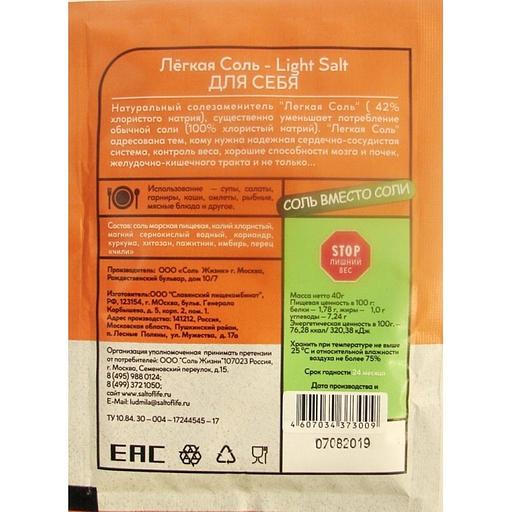 Лёгкая Соль - Light Salt
ДЛЯ СЕБЯ
Натуральный солезаменитель "Легкая Соль" ( 42%
хлористого натрия), существенно уменьшает потребление
обычной соли (100% хлористый натрий). "Легкая Соль"
адресована тем, кому нужна надежная сердечно-сосудистая
система, контроль веса, хорошие способности мозга и почек,
желудочно-кишечного тракта и не только...
Использование – супы, салаты,
гарниры, каши, омлеты, рыбные,
мясные блюда и другое.
СОЛЬ ВМЕСТО СОЛИ
Состав: соль морская пищевая, калий хлористый,
магний сернокислый водный, кориандр,
куркума, хитозан, пажитник, имбирь, перец
«чили»
Производитель: ООО «Соль Жизни» г. Москва,
Рождественский бульвар, дом 10/7
Изготовитель:ООО "Славянский пищекомбинат",
РФ, 123154, г. МОсква, бульв. Генерала
Карбышево, д. 5, корп. 2, пом. 1.
Адрес производства: 141212, Россия,
Московская область, Пушкинский район,
п. Лесные Поляны, ул. Мужества, д. 17а
Организация уполномоченная принимать претензии
от потребителей: ООО "Соль Жизни" 107023 Россия,
г. Москва, Семеновский переулок, д.15.
8 (495) 988 0124;
8 (499) 372 1050;
сайт www.saltoflife.ru
E-Mail: ludmila@saltoflife.ru
ТУ 10.84.30 – 004 – 17244545 – 17
EAC
STOP
ЛИШНИЙ
ВЕС
Масса нетто 40г
Пищевая ценность в 100 г:
белки – 1,78 г, жиры – 1,0 г
углеводы – 7,24 г
Энергетическая ценность в 100г. –
76,28 ккал/ 320,38 кДж
Хранить при температуре не выше
25 °С и относительной влажности
воздуха не более 75%
Срок годности 24 месяца
Дата производства и
4 607034 373009
07082019